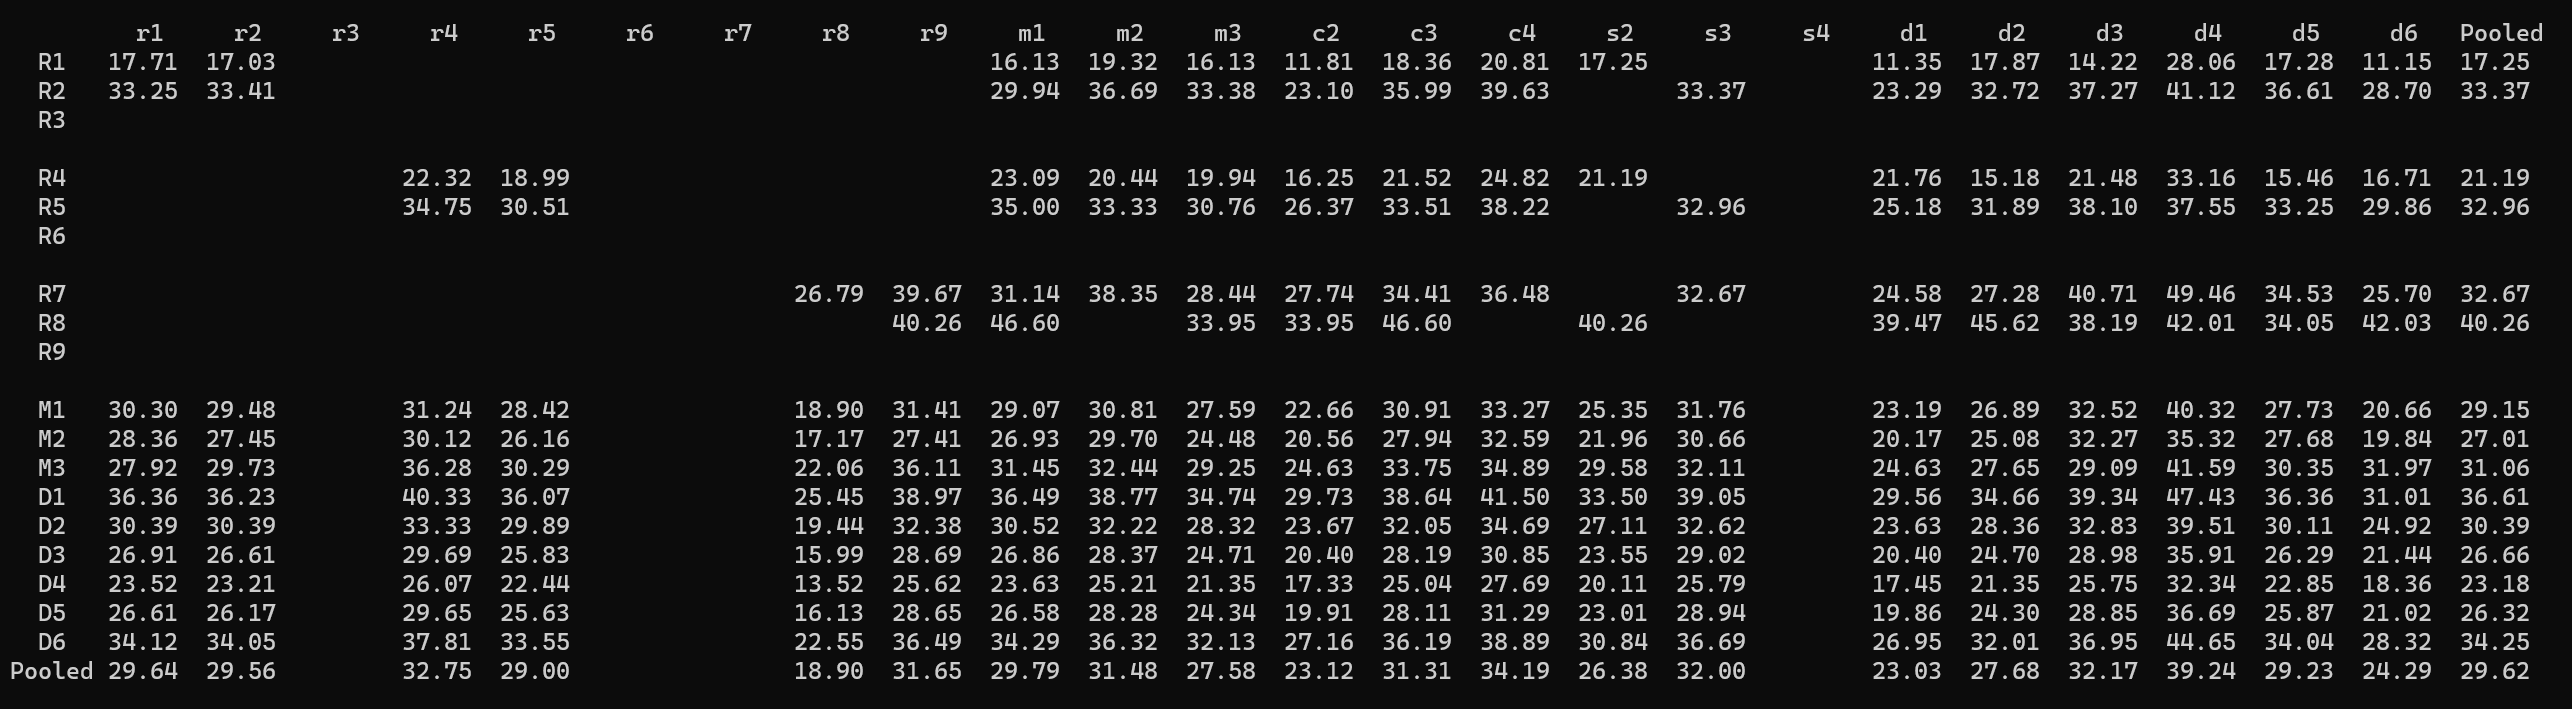 r1 r2 r3 r4 r5 r6 r7 r8 r9 m1 m2 m3 c2 c3 c4 s2 s3 s4 d1 d2 d3 d4 d5 d6 Pooled
R1 17.71 17.03 16.13 19.32 16.13 11.81 18.36 20.81 17.25 11.35 17.87 14.22 28.06 17.28 11.15 17.25
R2 33.25 33.41 29.94 36.69 33.38 23.10 35.99 39.63 33.37 23.29 32.72 37.27 41.12 36.61 28.70 33.37
R3
R4 22.32 18.99 23.09 20.44 19.94 16.25 21.52 24.82 21.19 21.76 15.18 21.48 33.16 15.46 16.71 21.19
R5 34.75 30.51 35.00 33.33 30.76 26.37 33.51 38.22 32.96 25.18 31.89 38.10 37.55 33.25 29.86 32.96
R6
R7 26.79 39.67 31.14 38.35 28.44 27.74 34.41 36.48 32.67 24.58 27.28 40.71 49.46 34.53 25.70 32.67
R8 40.26 46.60 33.95 33.95 46.60 40.26 39.47 45.62 38.19 42.01 34.05 42.03 40.26
R9
M1 30.30 29.48 31.24 28.42 18.90 31.41 29.07 30.81 27.59 22.66 30.91 33.27 25.35 31.76 23.19 26.89 32.52 40.32 27.73 20.66 29.15
M2 28.36 27.45 30.12 26.16 17.17 27.41 26.93 29.70 24.48 20.56 27.94 32.59 21.96 30.66 20.17 25.08 32.27 35.32 27.68 19.84 27.01
M3 27.92 29.73 36.28 30.29 22.06 36.11 31.45 32.44 29.25 24.63 33.75 34.89 29.58 32.11 24.63 27.65 29.09 41.59 30.35 31.97 31.06
D1 36.36 36.23 40.33 36.07 25.45 38.97 36.49 38.77 34.74 29.73 38.64 41.50 33.50 39.05 29.56 34.66 39.34 47.43 36.36 31.01 36.61
D2 30.39 30.39 33.33 29.89 19.44 32.38 30.52 32.22 28.32 23.67 32.05 34.69 27.11 32.62 23.63 28.36 32.83 39.51 30.11 24.92 30.39
D3 26.91 26.61 29.69 25.83 15.99 28.69 26.86 28.37 24.71 20.40 28.19 30.85 23.55 29.02 20.40 24.70 28.98 35.91 26.29 21.44 26.66
D4 23.52 23.21 26.07 22.44 13.52 25.62 23.63 25.21 21.35 17.33 25.04 27.69 20.11 25.79 17.45 21.35 25.75 32.34 22.85 18.36 23.18
D5 26.61 26.17 29.65 25.63 16.13 28.65 26.58 28.28 24.34 19.91 28.11 31.29 23.01 28.94 19.86 24.30 28.85 36.69 25.87 21.02 26.32
D6 34.12 34.05 37.81 33.55 22.55 36.49 34.29 36.32 32.13 27.16 36.19 38.89 30.84 36.69 26.95 32.01 36.95 44.65 34.04 28.32 34.25
Pooled 29.64 29.56 32.75 29.00 18.90 31.65 29.79 31.48 27.58 23.12 31.31 34.19 26.38 32.00 23.03 27.68 32.17 39.24 29.23 24.29 29.62